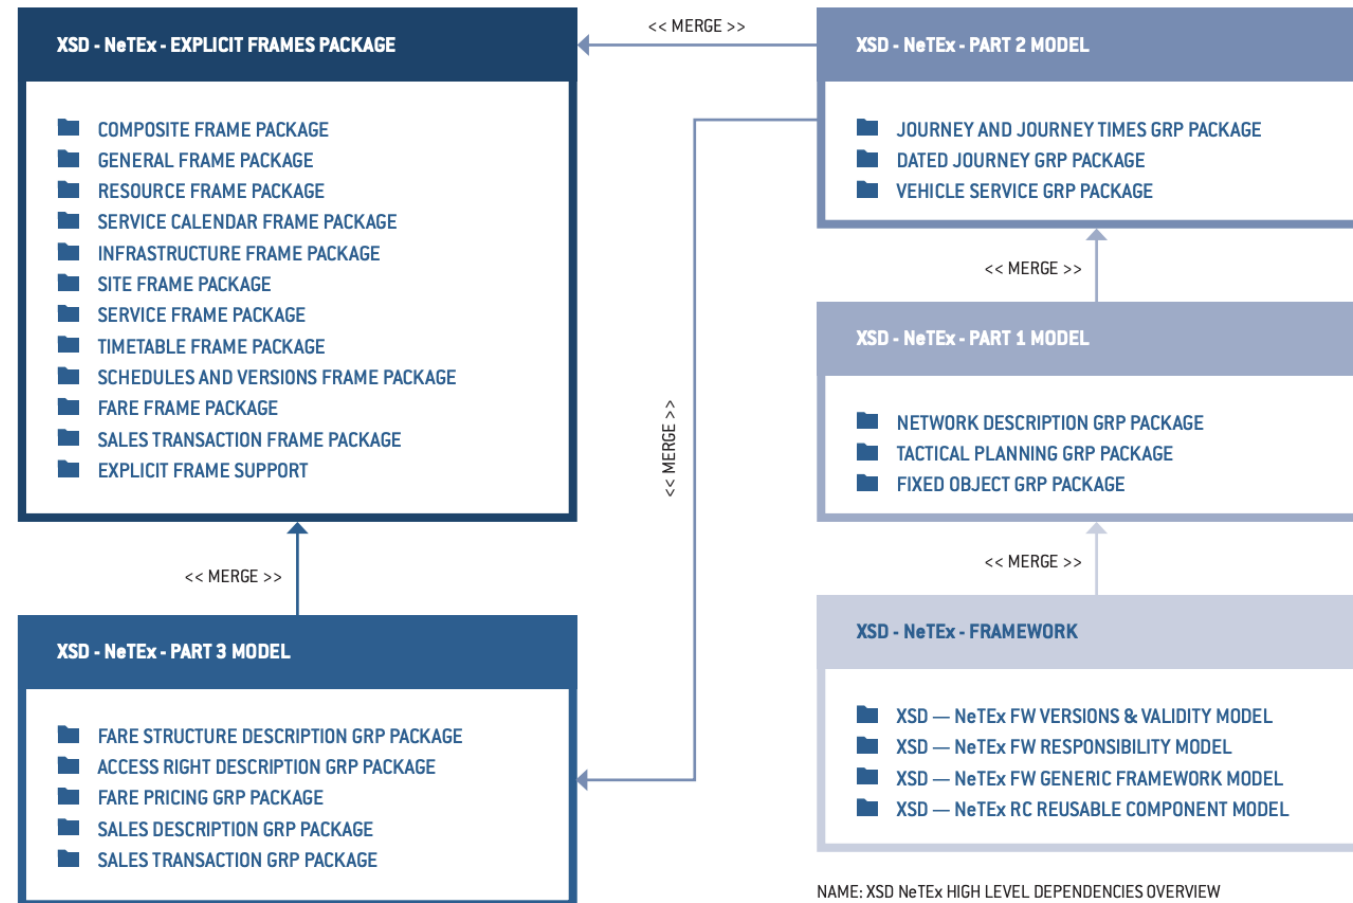 XSD - NeTEx - EXPLICIT FRAMES PACKAGE
COMPOSITE FRAME PACKAGE
GENERAL FRAME PACKAGE
RESOURCE FRAME PACKAGE
SERVICE CALENDAR FRAME PACKAGE
INFRASTRUCTURE FRAME PACKAGE
SITE FRAME PACKAGE
SERVICE FRAME PACKAGE
TIMETABLE FRAME PACKAGE
SCHEDULES AND VERSIONS FRAME PACKAGE
FARE FRAME PACKAGE
SALES TRANSACTION FRAME PACKAGE
EXPLICIT FRAME SUPPORT
<< MERGE >>
XSD - NeTEx - PART 3 MODEL
FARE STRUCTURE DESCRIPTION GRP PACKAGE
ACCESS RIGHT DESCRIPTION GRP PACKAGE
FARE PRICING GRP PACKAGE
SALES DESCRIPTION GRP PACKAGE
SALES TRANSACTION GRP PACKAGE
<< MERGE >>
<< MERGE >>
XSD - NeTEx - PART 2 MODEL
JOURNEY AND JOURNEY TIMES GRP PACKAGE
DATED JOURNEY GRP PACKAGE
VEHICLE SERVICE GRP PACKAGE
<< MERGE >>
XSD - NeTEx - PART 1 MODEL
NETWORK DESCRIPTION GRP PACKAGE
TACTICAL PLANNING GRP PACKAGE
FIXED OBJECT GRP PACKAGE
<< MERGE >>
XSD - NeTEx - FRAMEWORK
XSD — NeTEx FW VERSIONS & VALIDITY MODEL
XSD — NeTEx FW RESPONSIBILITY MODEL
XSD — NeTEx FW GENERIC FRAMEWORK MODEL
XSD — NeTEx RC REUSABLE COMPONENT MODEL
NAME: XSD NeTEx HIGH LEVEL DEPENDENCIES OVERVIEW